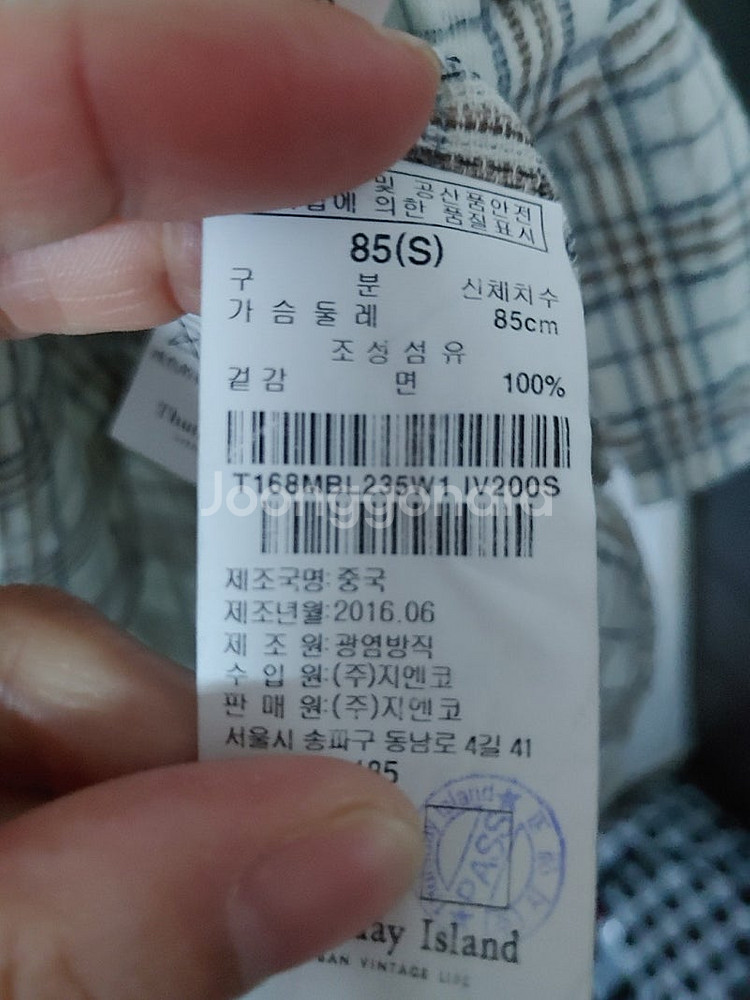 및 공산품안전
에 의한 품질표시
85(S)
구 분 신체치수
가 슴 둘 레 85cm
조 성 섬 유
겉 감 면 100%
T168MBL235W1 IV200S
Joonggonara
제조국명:중국
제조년월:2016.06
제 조 원:광염방직
수 입 원:(주)지엔코
판 매 원:(주)지엔코
서울시 송파구 동남로 4길 41
PASS
Island
Island
VINTAGE